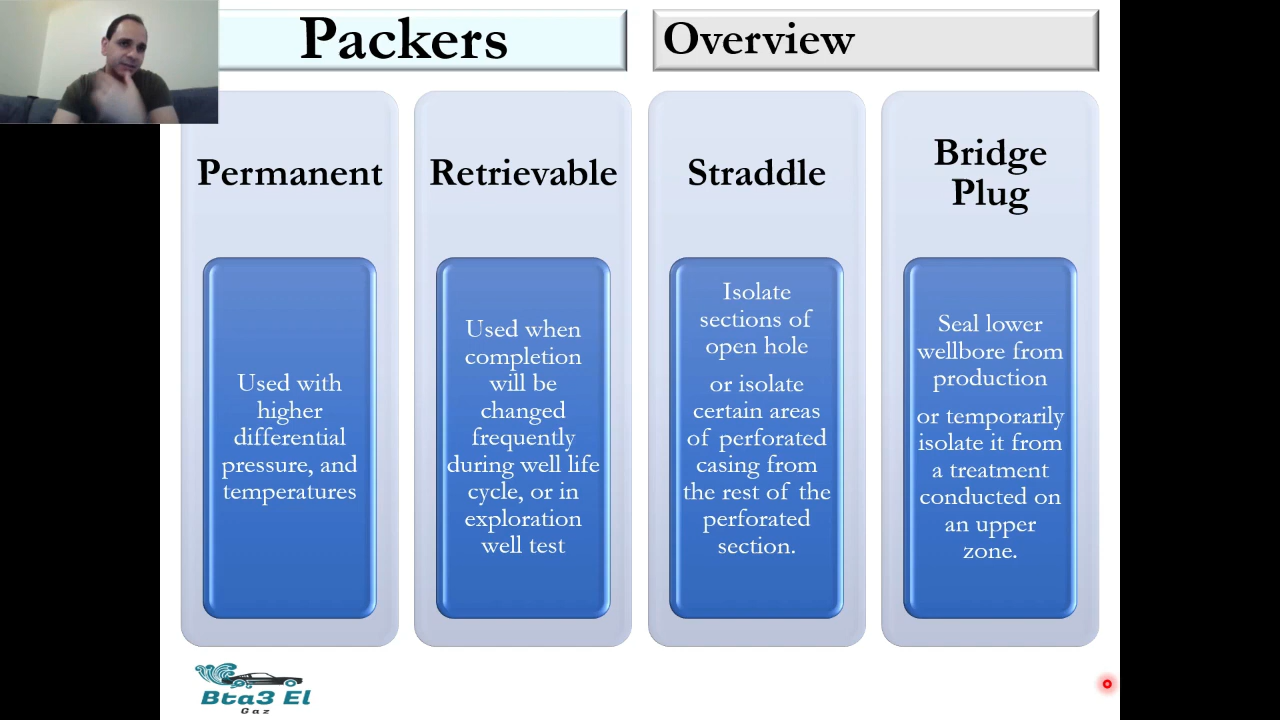 Packers
Overview
Permanent
Used with
higher
differential
pressure, and
temperatures
Retrievable
Used when
completion
will be
changed
frequently
during well life
cycle, or in
exploration
well test
Straddle
Isolate
sections of
open hole
or isolate
certain areas
of perforated
casing from
the rest of the
perforated
section.
Bridge
Plug
Seal lower
wellbore from
production
or temporarily
isolate it from
a treatment
conducted on
an upper
zone.
Bta3 El
Gaz